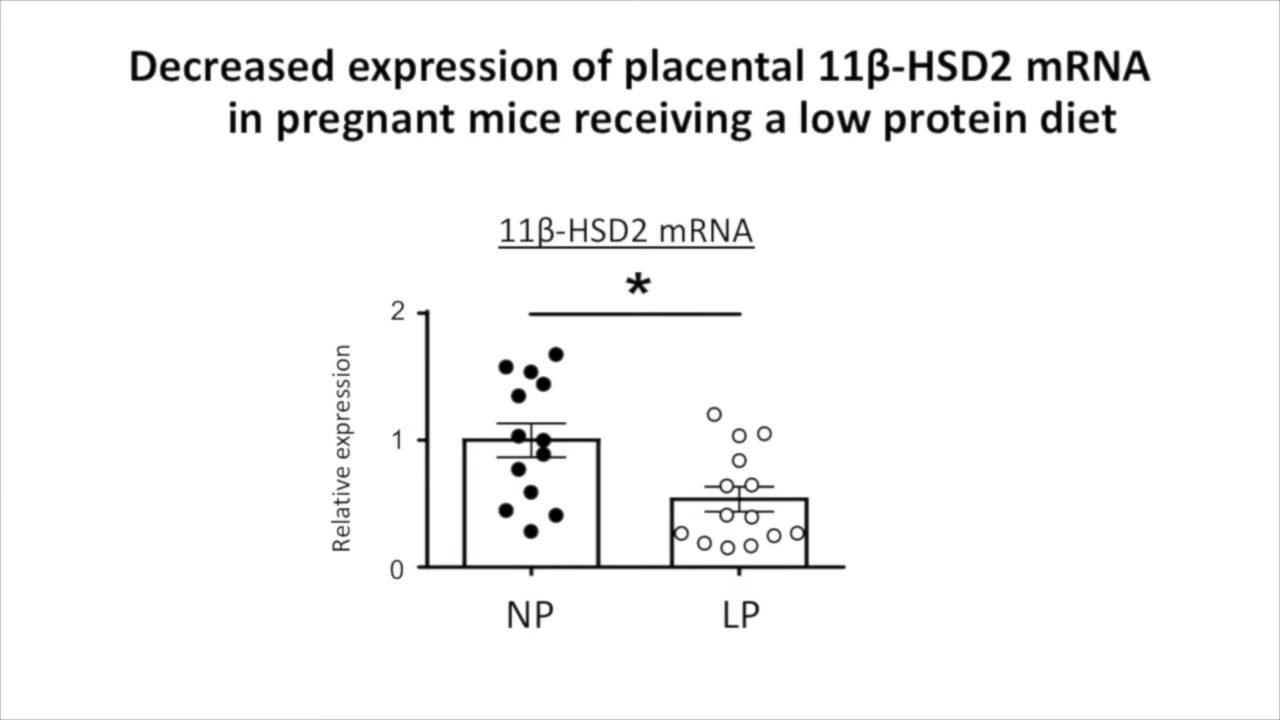 Decreased expression of placental 11β-HSD2 mRNA
in pregnant mice receiving a low protein diet
11β-HSD2 mRNA
*
2
1
0
Relative expression
NP
LP